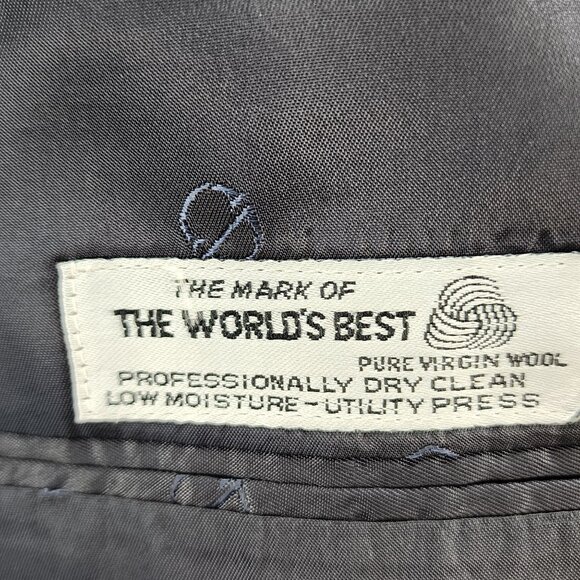 THE MARK OF
THE WORLD'S BEST
PURE VIRGIN WOOL
PROFESSIONALLY DRY CLEAN
LOW MOISTURE - UTILITY PRESS